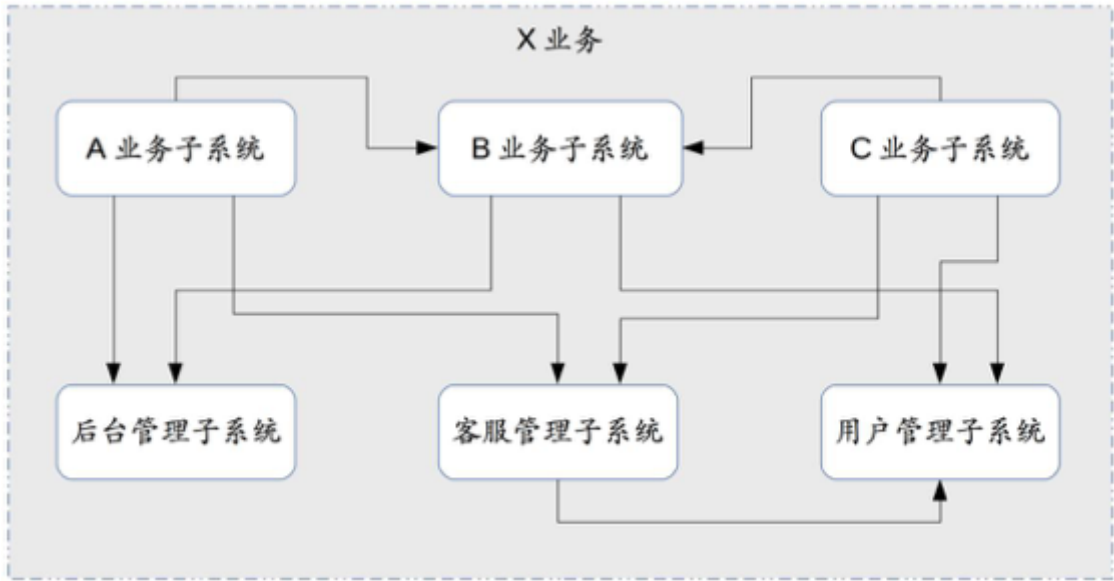 X 业务
A 业务子系统
B 业务子系统
C 业务子系统
后台管理子系统
客服管理子系统
用户管理子系统